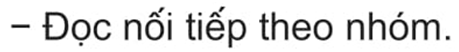 – Đọc nối tiếp theo nhóm.